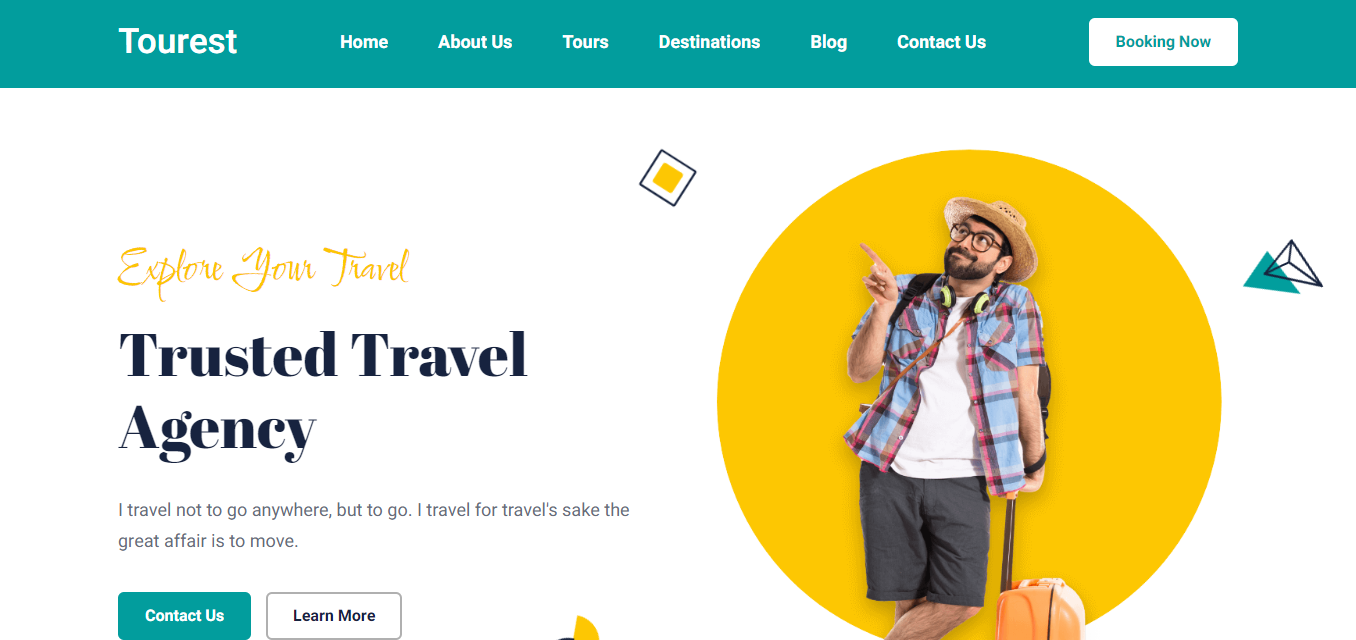 Tourest
Home
About Us
Tours
Destinations
Blog
Contact Us
Booking Now
Explore Your Travel
Trusted Travel
Agency
I travel not to go anywhere, but to go. I travel for travel's sake the
great affair is to move.
Contact Us
Learn More